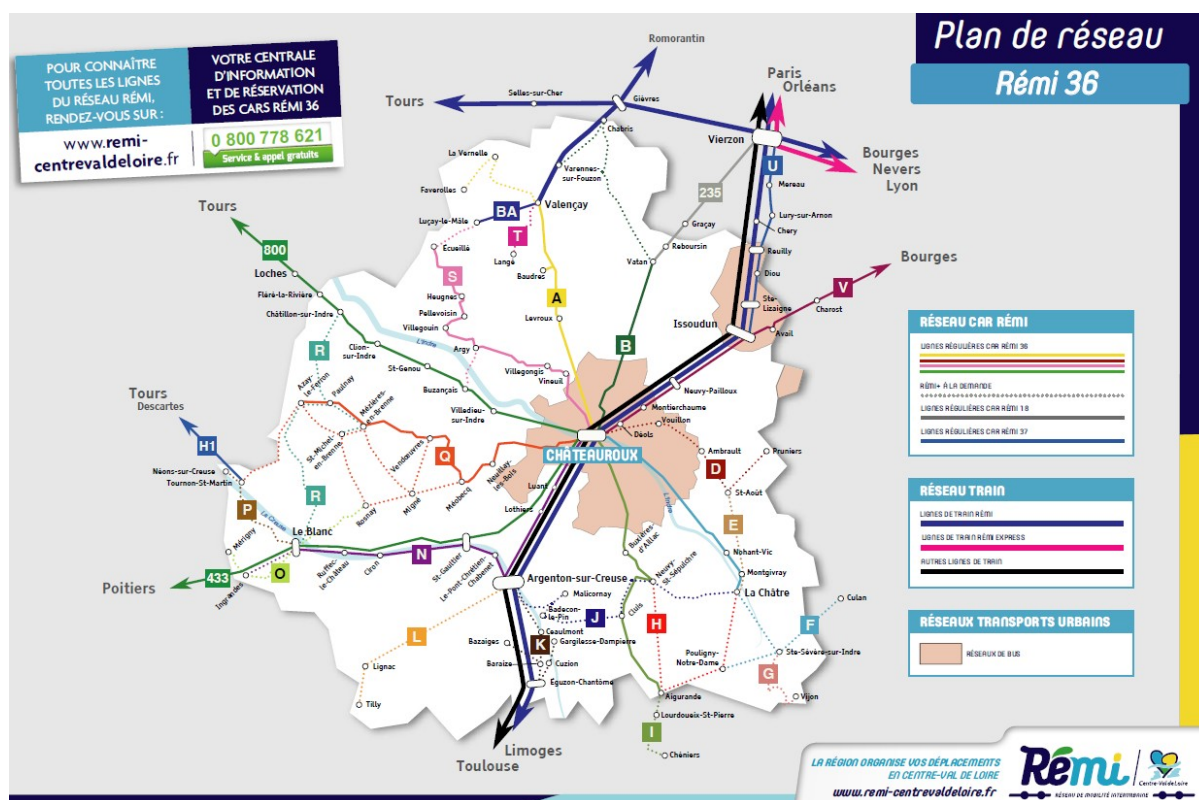 POUR CONNAÎTRE
TOUTES LES LIGNES
DU RÉSEAU RÉMI,
RENDEZ-VOUS SUR :
www.remi-
centrevaldeloire.fr
VOTRE CENTRALE
D'INFORMATION
ET DE RÉSERVATION
DES CARS RÉMI 36
0 800 778 621
Service & appel gratuits
Plan de réseau
Rémi 36
Romorantin
Tours
Selles-sur-Cher
Gièvres
Paris
Orléans
Vierzon
Bourges
Nevers
Lyon
Chabris
La Vernelle
Varennes-
sur-Fouzon
Faverolles
Valençay
BA
Luçay-le-Mâle
T
Langé
Écueillé
235
Graçay
Reboursin
Vatan
U
Mereau
Lury-sur-Arnon
Chery
Reuilly
Diou
Ste-
Lizaigne
Issoudun
Avail
Charost
V
Bourges
Tours
800
Loches
Fléré-la-Rivière
Châtillon-sur-Indre
S
Heugnes
Pellevoisin
Villegouin
Argy
Baudres
A
Levroux
B
L'Indre
R
Clion-
sur-Indre
St-Genou
Buzançais
Villegongis
Vineuil
Villedieu-
sur-Indre
Neuvy-Pailloux
Montierchaume
Vouillon
Déols
CHÂTEAUROUX
Tours
Descartes
H1
Azay-
le-Ferron
Paulnay
Mézières-
en-Brenne
St-Michel-
en-Brenne
Vendœuvres
Q
Neuillay-
les-Bois
Méobecq
Migné
Rosnay
R
Néons-sur-Creuse
Tournon-St-Martin
P
La Creuse
Le Blanc
Mérigny
O
Ingrandes
433
Poitiers
Ruffec-
le-Château
Ciron
N
St-Gaultier
Le-Pont-Chrétien-
Chabenet
Luant
Lothiers
Ambrault
Pruniers
D
St-Août
E
L'Indre
Nohant-Vic
Montgivray
La Châtre
Buxières
d'Aillac
Neuvy-
St-Sépulchre
Argenton-sur-Creuse
Malicornay
Badecon-
le-Pin
J
Cluis
Ceaulmont
Gargilesse-Dampierre
K
Bazaiges
Baraize
Cuzion
Éguzon-Chantôme
H
Pouligny-
Notre-Dame
Culan
F
Ste-Sévère-sur-Indre
G
Vijon
Aigurande
Lourdoueix-St-Pierre
I
Chéniers
L
Lignac
Tilly
Limoges
Toulouse
RÉSEAU CAR RÉMI
LIGNES RÉGULIÈRES CAR RÉMI 36
RÉMI+ À LA DEMANDE
LIGNES RÉGULIÈRES CAR RÉMI 18
LIGNES RÉGULIÈRES CAR RÉMI 37
RÉSEAU TRAIN
LIGNES DE TRAIN RÉMI
LIGNES DE TRAIN RÉMI EXPRESS
AUTRES LIGNES DE TRAIN
RÉSEAUX TRANSPORTS URBAINS
RÉSEAUX DE BUS
LA RÉGION ORGANISE VOS DÉPLACEMENTS
EN CENTRE-VAL DE LOIRE
www.remi-centrevaldeloire.fr
Rémi
RÉSEAU DE MOBILITÉ INTERURBAINE
Centre-Val de Loire